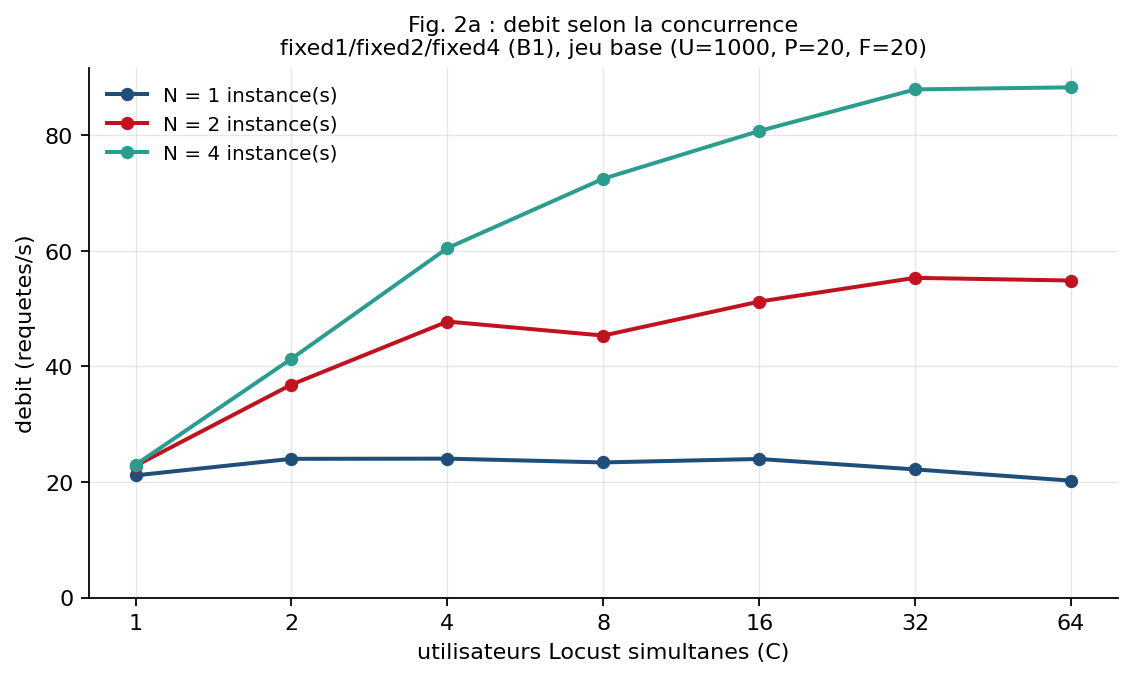 Fig. 2a : debit selon la concurrence
fixed1/fixed2/fixed4 (B1), jeu base (U=1000, P=20, F=20)
N = 1 instance(s)
N = 2 instance(s)
N = 4 instance(s)
debit (requetes/s)
80
60
40
20
0
1 2 4 8 16 32 64
utilisateurs Locust simultanes (C)